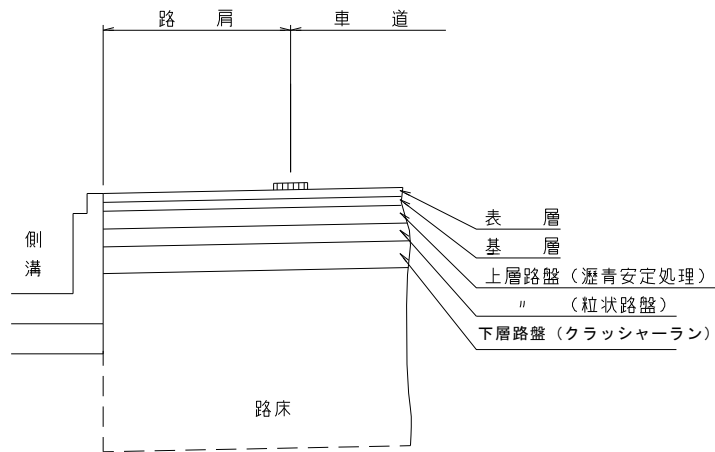 路肩
車道
側溝
表層
基層
上層路盤（瀝青安定処理）
〃（粒状路盤）
下層路盤（クラッシャーラン）
路床